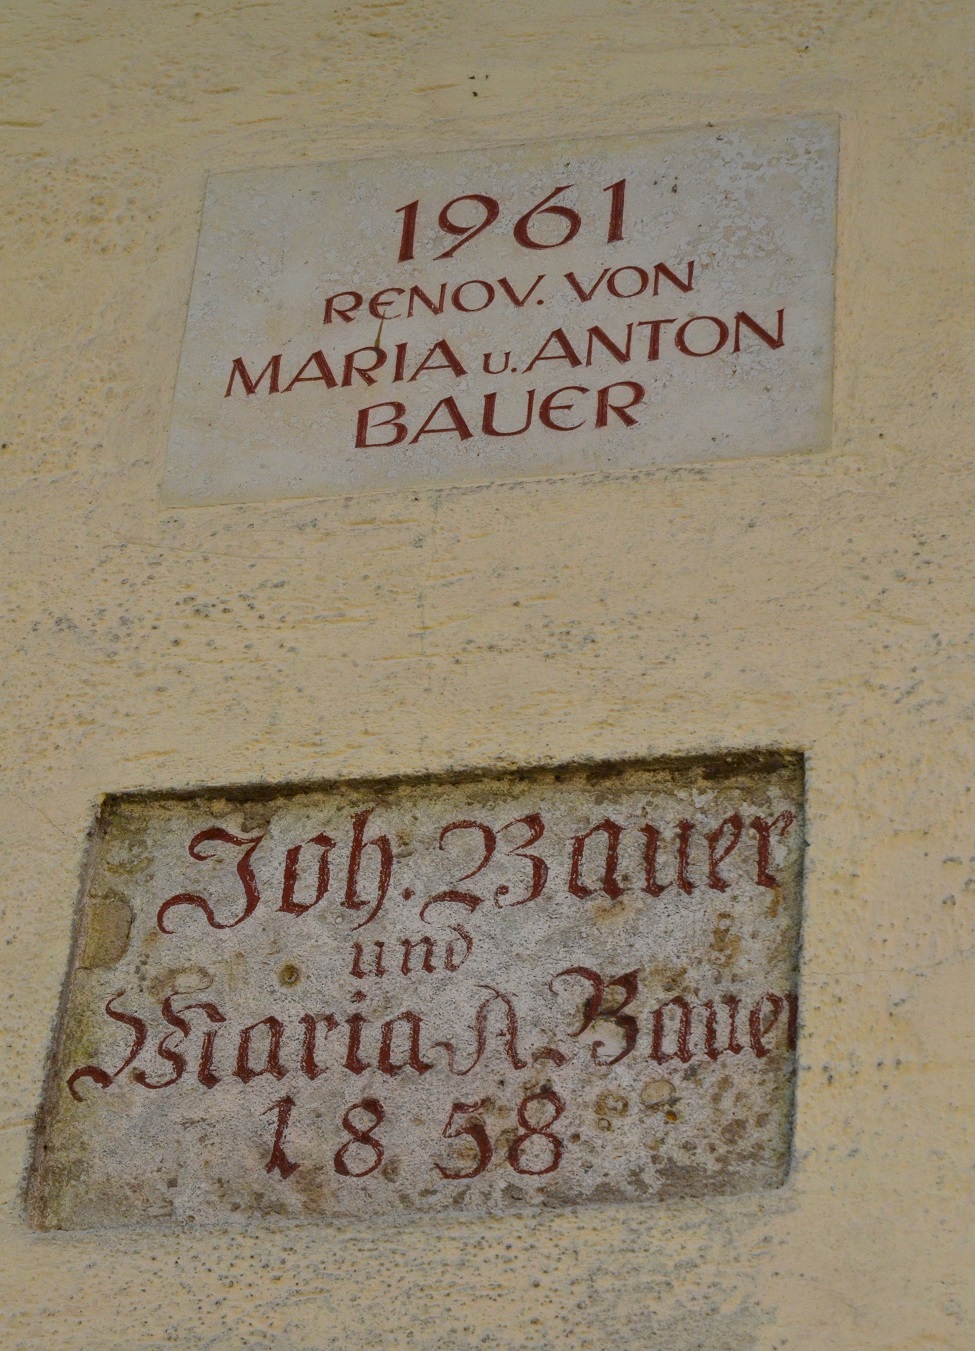 1961
RENOV. VON
MARIA u. ANTON
BAUER
Joh. Bauer
und
Maria A Bauer
1858